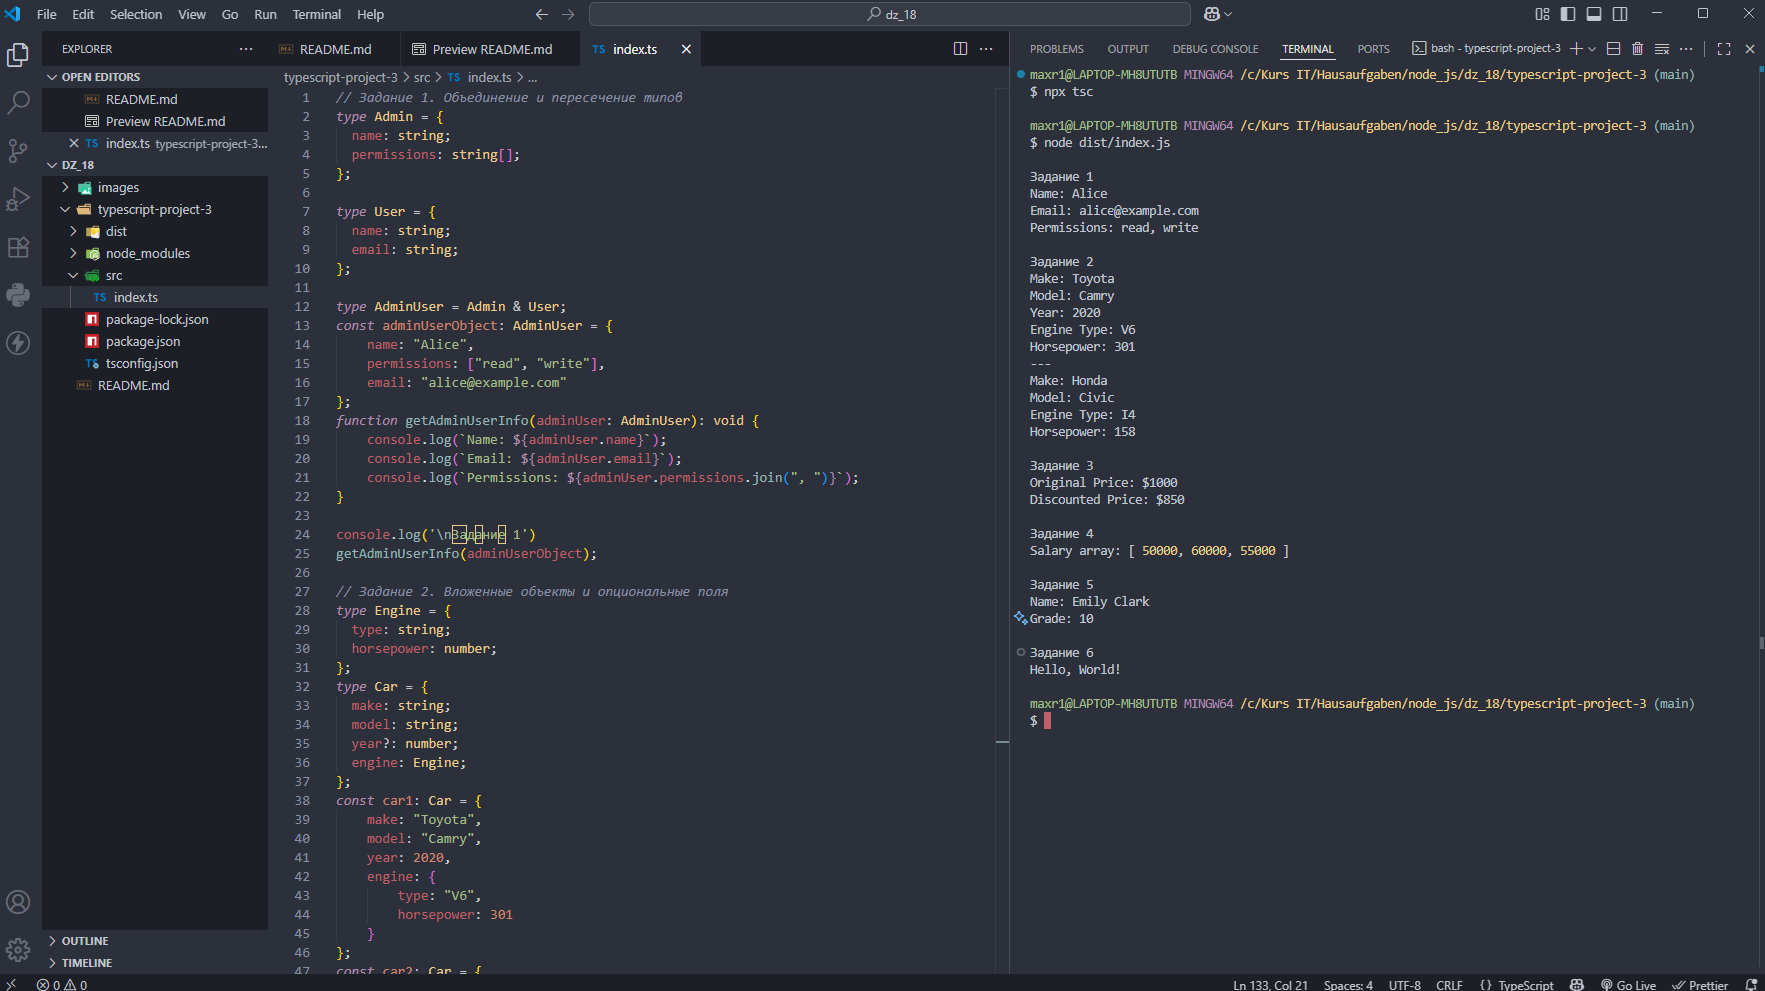 File Edit Selection View Go Run Terminal Help
dz_18
EXPLORER
OPEN EDITORS
README.md
Preview README.md
index.ts typescript-project-3...
DZ_18
images
typescript-project-3
dist
node_modules
src
TS index.ts
package-lock.json
package.json
TS tsconfig.json
README.md
OUTLINE
TIMELINE
README.md Preview README.md TS index.ts
typescript-project-3 > src > TS index.ts > ...
1 // Задание 1. Объединение и пересечение типов
2 type Admin = {
3 name: string;
4 permissions: string[];
5 };
6
7 type User = {
8 name: string;
9 email: string;
10 };
11
12 type AdminUser = Admin & User;
13 const adminUserObject: AdminUser = {
14 name: "Alice",
15 permissions: ["read", "write"],
16 email: "alice@example.com"
17 };
18 function getAdminUserInfo(adminUser: AdminUser): void {
19 console.log(`Name: ${adminUser.name}`);
20 console.log(`Email: ${adminUser.email}`);
21 console.log(`Permissions: ${adminUser.permissions.join(", ")}`);
22 }
23
24 console.log('\nЗадание 1')
25 getAdminUserInfo(adminUserObject);
26
27 // Задание 2. Вложенные объекты и опциональные поля
28 type Engine = {
29 type: string;
30 horsepower: number;
31 };
32 type Car = {
33 make: string;
34 model: string;
35 year?: number;
36 engine: Engine;
37 };
38 const car1: Car = {
39 make: "Toyota",
40 model: "Camry",
41 year: 2020,
42 engine: {
43 type: "V6",
44 horsepower: 301
45 }
46 };
47 const car2: Car = {
PROBLEMS OUTPUT DEBUG CONSOLE TERMINAL PORTS bash - typescript-project-3
maxr1@LAPTOP-MH8UTUTB MINGW64 /c/Kurs IT/Hausaufgaben/node_js/dz_18/typescript-project-3 (main)
$ npx tsc
maxr1@LAPTOP-MH8UTUTB MINGW64 /c/Kurs IT/Hausaufgaben/node_js/dz_18/typescript-project-3 (main)
$ node dist/index.js
Задание 1
Name: Alice
Email: alice@example.com
Permissions: read, write
Задание 2
Make: Toyota
Model: Camry
Year: 2020
Engine Type: V6
Horsepower: 301
---
Make: Honda
Model: Civic
Engine Type: I4
Horsepower: 158
Задание 3
Original Price: $1000
Discounted Price: $850
Задание 4
Salary array: [ 50000, 60000, 55000 ]
Задание 5
Name: Emily Clark
Grade: 10
Задание 6
Hello, World!
maxr1@LAPTOP-MH8UTUTB MINGW64 /c/Kurs IT/Hausaufgaben/node_js/dz_18/typescript-project-3 (main)
$
0 0 Ln 133, Col 21 Spaces: 4 UTF-8 CRLF {} TypeScript Go Live Prettier